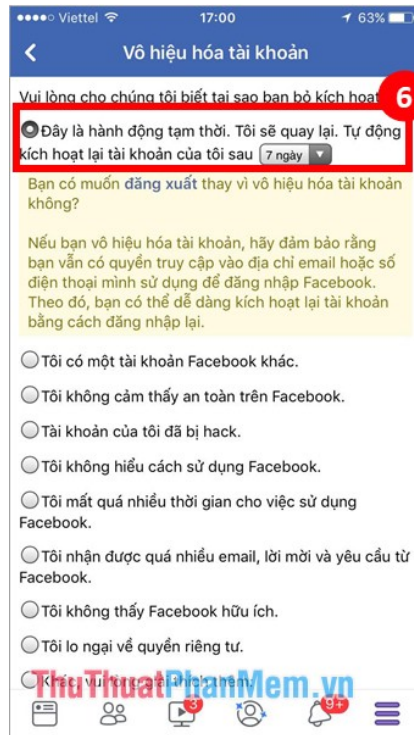 Viettel 17:00 63%
Vô hiệu hóa tài khoản
Vui lòng cho chúng tôi biết tại sao bạn bỏ kích hoạt
6
Đây là hành động tạm thời. Tôi sẽ quay lại. Tự động
kích hoạt lại tài khoản của tôi sau 7 ngày
Bạn có muốn đăng xuất thay vì vô hiệu hóa tài khoản
không?
Nếu bạn vô hiệu hóa tài khoản, hãy đảm bảo rằng
bạn vẫn có quyền truy cập vào địa chỉ email hoặc số
điện thoại mình sử dụng để đăng nhập Facebook.
Theo đó, bạn có thể dễ dàng kích hoạt lại tài khoản
bằng cách đăng nhập lại.
Tôi có một tài khoản Facebook khác.
Tôi không cảm thấy an toàn trên Facebook.
Tài khoản của tôi đã bị hack.
Tôi không hiểu cách sử dụng Facebook.
Tôi mất quá nhiều thời gian cho việc sử dụng
Facebook.
Tôi nhận được quá nhiều email, lời mời và yêu cầu từ
Facebook.
Tôi không thấy Facebook hữu ích.
Tôi lo ngại về quyền riêng tư.
Khác, vui lòng giải thích thêm:
ThuThuatPhanMem.vn
3 9+